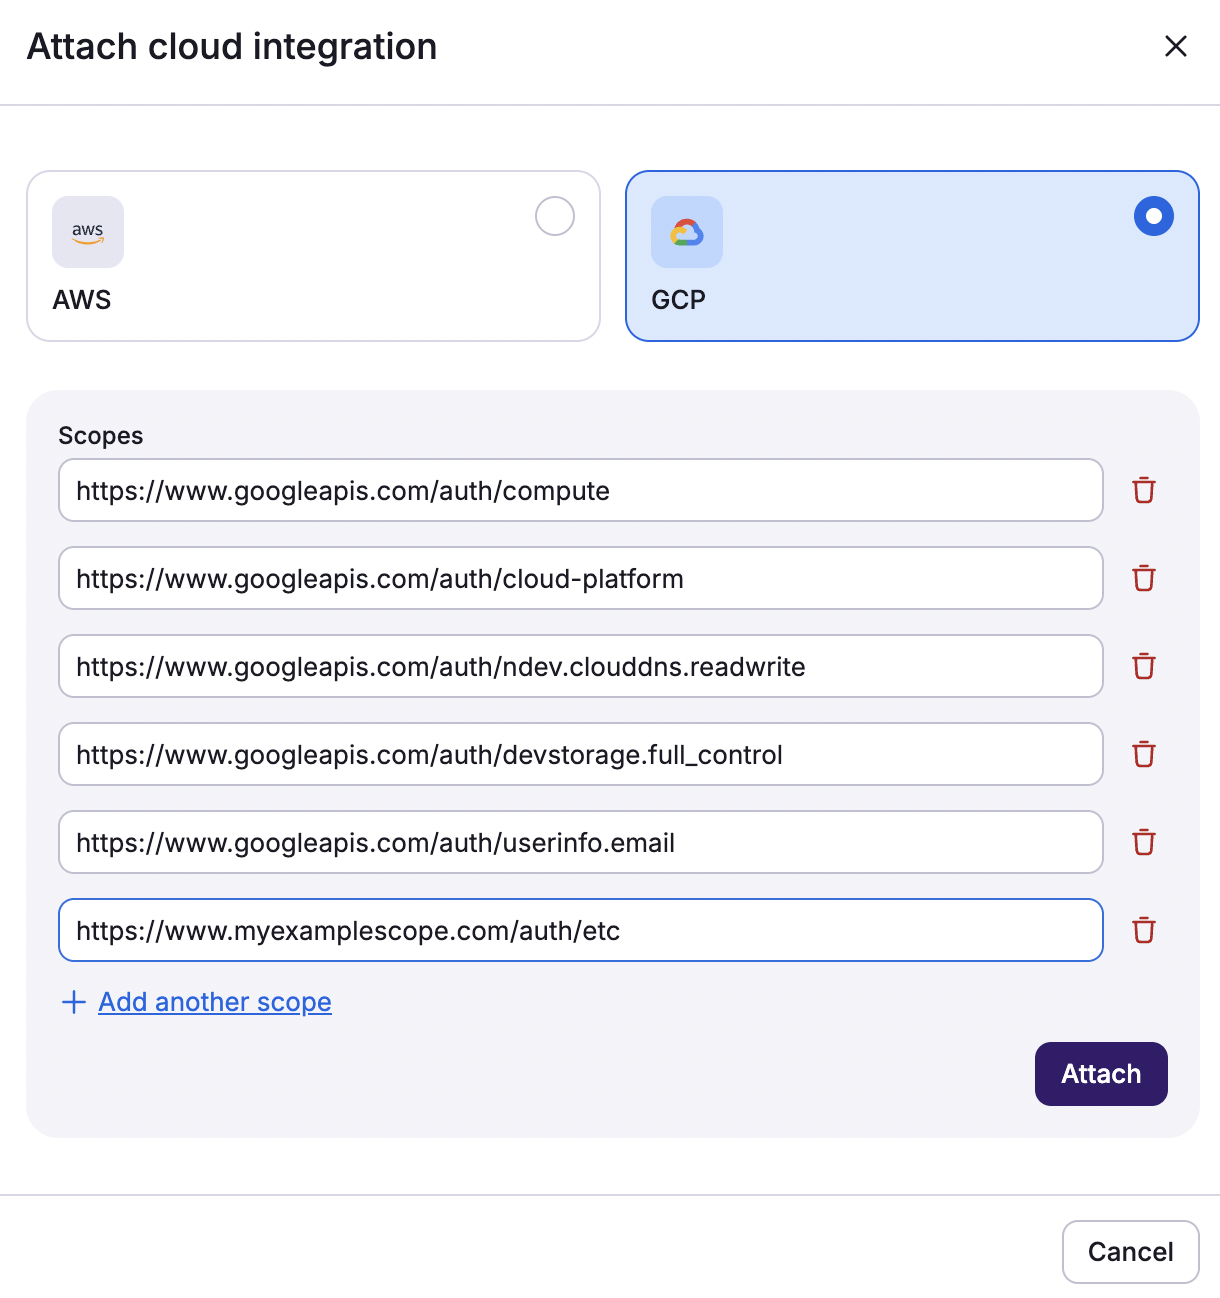 Attach cloud integration
aws
AWS
GCP
Scopes
https://www.googleapis.com/auth/compute
https://www.googleapis.com/auth/cloud-platform
https://www.googleapis.com/auth/ndev.clouddns.readwrite
https://www.googleapis.com/auth/devstorage.full_control
https://www.googleapis.com/auth/userinfo.email
https://www.myexamplescope.com/auth/etc
+ Add another scope
Attach
Cancel